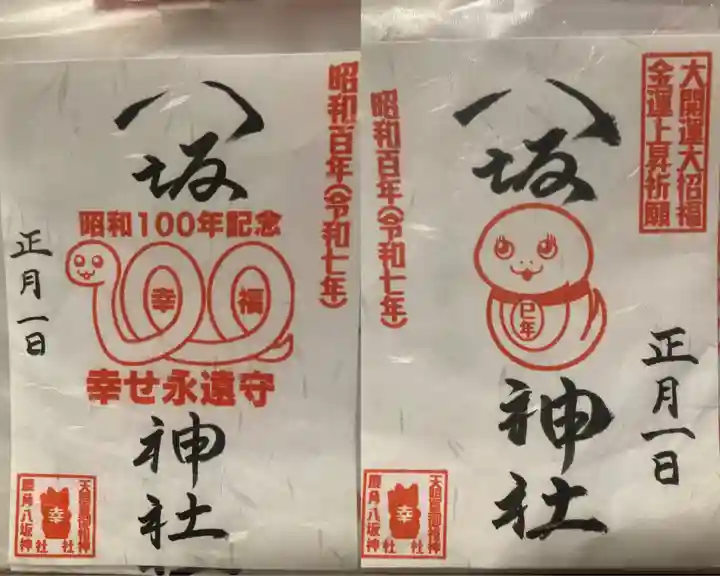 昭和百年(令和七年)
八坂
昭和100年記念
幸
福
幸せ永遠守
神社
正月一日
幸
大開運大招福
金運上昇祈願
八坂
昭和百年(令和七年)
巳年
神社
正月一日
幸